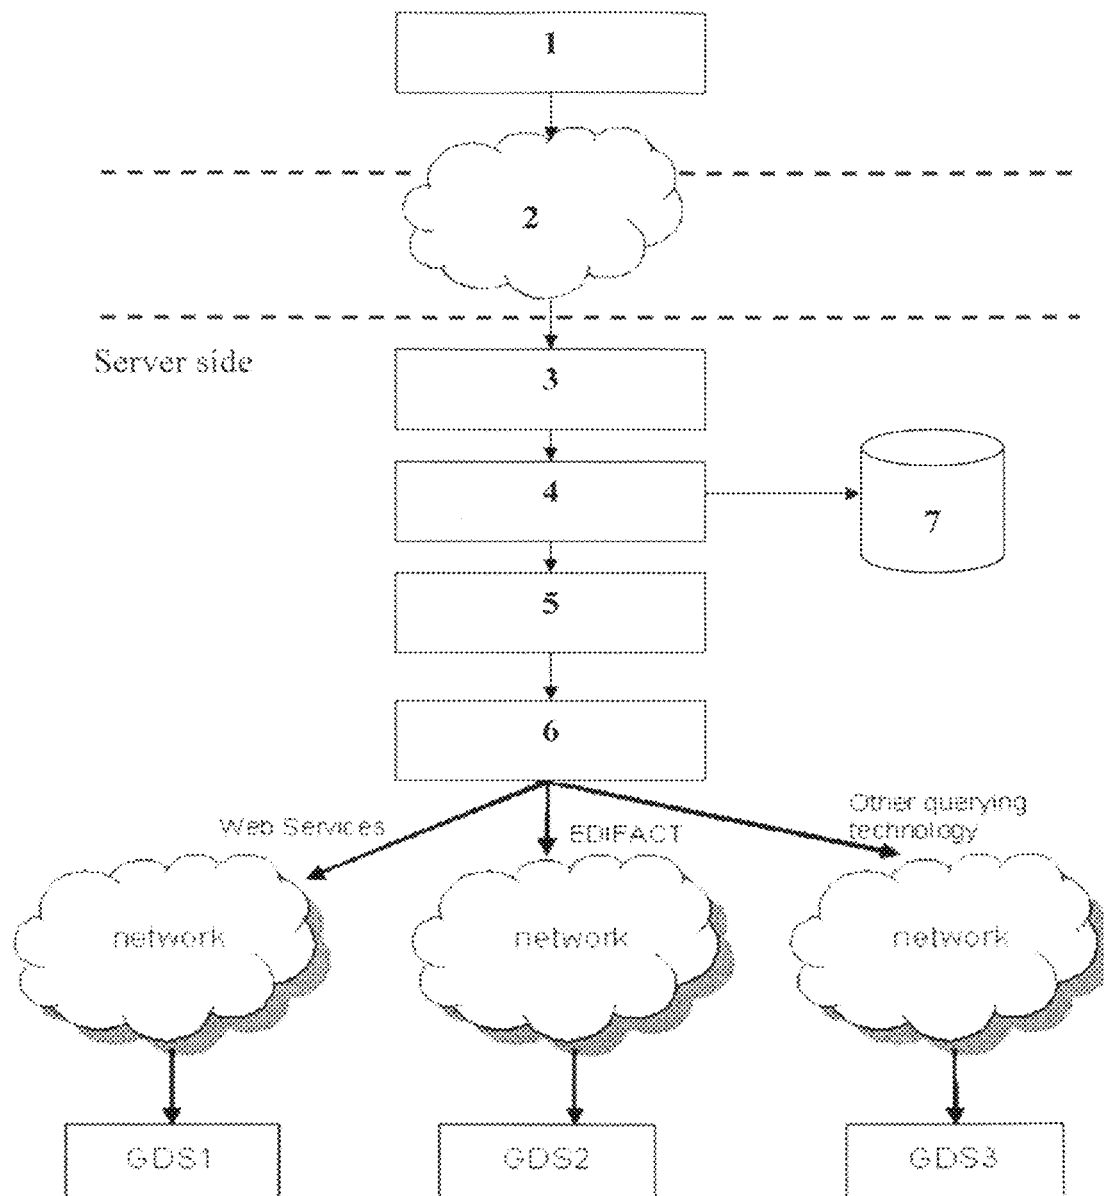 1
2
Server side
3
4
7
5
6
Web Services
EDIFACT
Other querying
technology
network
network
network
GDS1
GDS2
GDS3